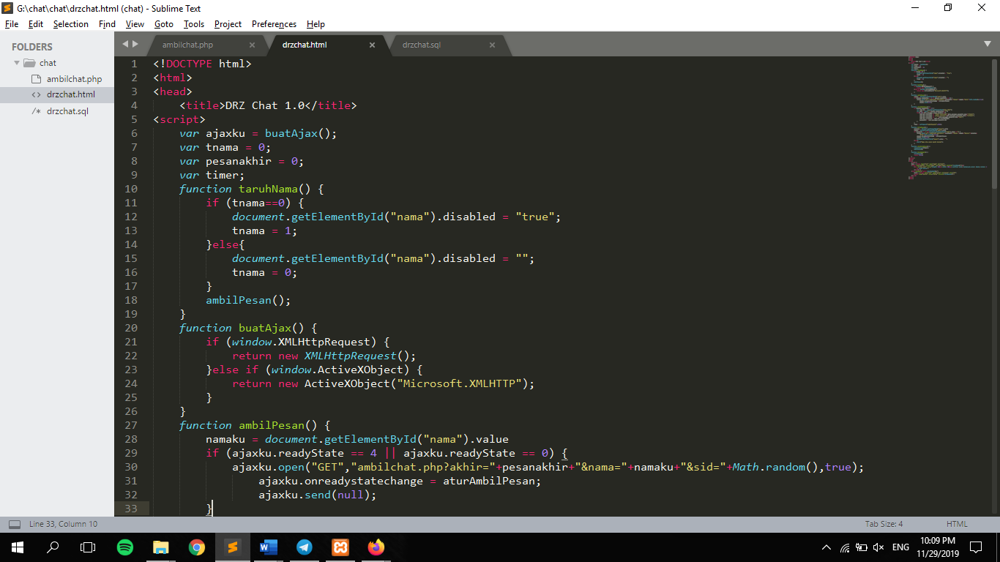 G:\chat\chat\drzchat.html (chat) - Sublime Text
File Edit Selection Find View Goto Tools Project Preferences Help
FOLDERS
chat
ambilchat.php
<> drzchat.html
/* drzchat.sql
ambilchat.php × drzchat.html × drzchat.sql ×
1 <!DOCTYPE html>
2 <html>
3 <head>
4     <title>DRZ Chat 1.0</title>
5 <script>
6     var ajaxku = buatAjax();
7     var tnama = 0;
8     var pesanakhir = 0;
9     var timer;
10     function taruhNama() {
11         if (tnama==0) {
12             document.getElementById("nama").disabled = "true";
13             tnama = 1;
14         }else{
15             document.getElementById("nama").disabled = "";
16             tnama = 0;
17         }
18         ambilPesan();
19     }
20     function buatAjax() {
21         if (window.XMLHttpRequest) {
22             return new XMLHttpRequest();
23         }else if (window.ActiveXObject) {
24             return new ActiveXObject("Microsoft.XMLHTTP");
25         }
26     }
27     function ambilPesan() {
28         namaku = document.getElementById("nama").value
29         if (ajaxku.readyState == 4 || ajaxku.readyState == 0) {
30             ajaxku.open("GET","ambilchat.php?akhir="+pesanakhir+"&nama="+namaku+"&sid="+Math.random(),true);
31                 ajaxku.onreadystatechange = aturAmbilPesan;
32                 ajaxku.send(null);
33         }
Line 33, Column 10 Tab Size: 4 HTML
ENG
10:09 PM
11/29/2019